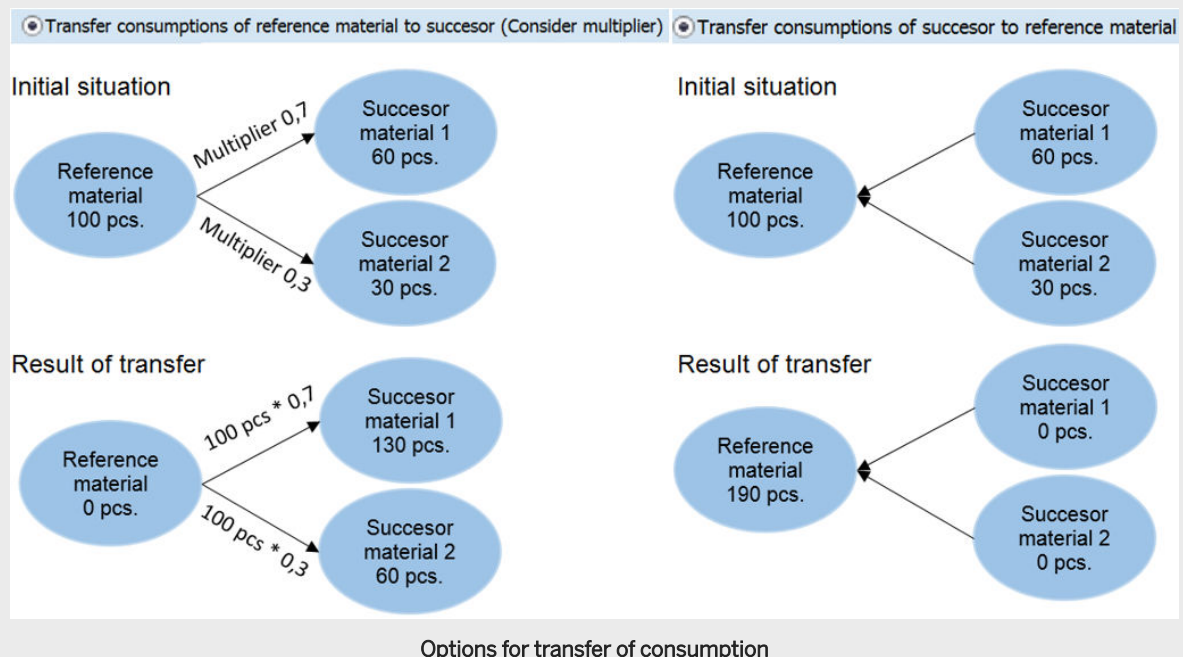 Transfer consumptions of reference material to succesor (Consider multiplier)
Initial situation
Reference
material
100 pcs.
Multiplier 0,7
Multiplier 0,3
Succesor
material 1
60 pcs.
Succesor
material 2
30 pcs.
Result of transfer
Reference
material
0 pcs.
100 pcs * 0,7
100 pcs * 0,3
Succesor
material 1
130 pcs.
Succesor
material 2
60 pcs.
Transfer consumptions of succesor to reference material
Initial situation
Reference
material
100 pcs.
Succesor
material 1
60 pcs.
Succesor
material 2
30 pcs.
Result of transfer
Reference
material
190 pcs.
Succesor
material 1
0 pcs.
Succesor
material 2
0 pcs.
Options for transfer of consumption